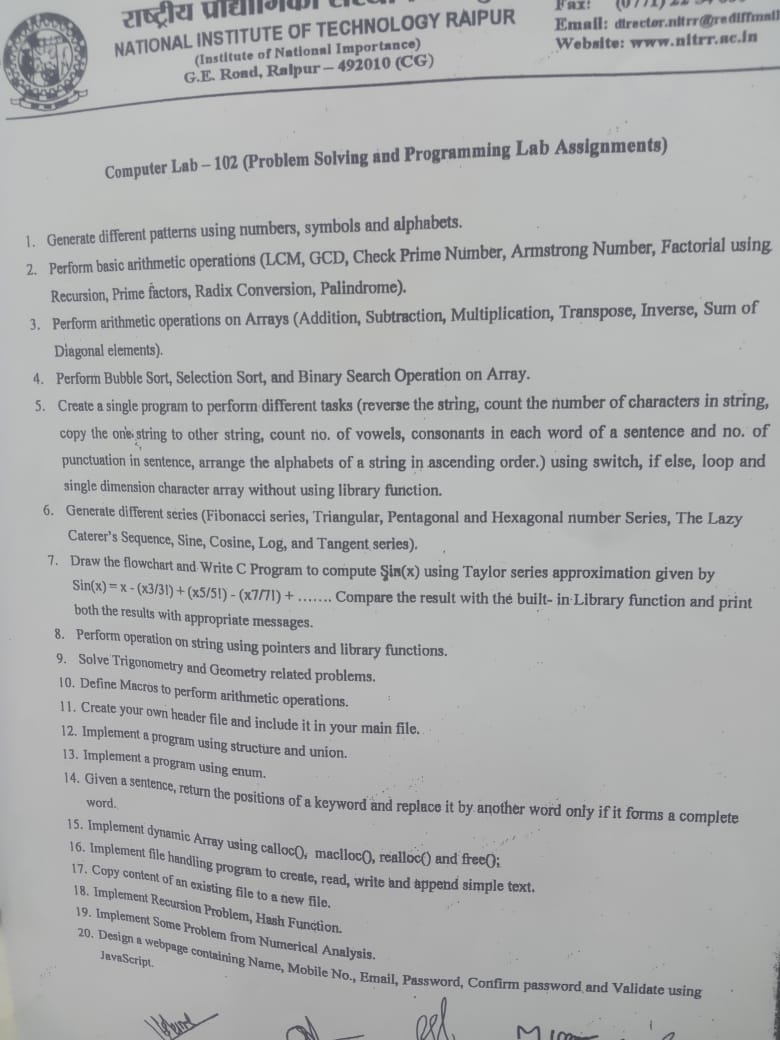 राष्ट्रीय प्रौद्योगिकी
NATIONAL INSTITUTE OF TECHNOLOGY RAIPUR
(Institute of National Importance)
G.E. Road, Raipur – 492010 (CG)
Fax:
Email: director.nitrr@rediffmail
Website: www.nitrr.ac.in
Computer Lab – 102 (Problem Solving and Programming Lab Assignments)
1. Generate different patterns using numbers, symbols and alphabets.
2. Perform basic arithmetic operations (LCM, GCD, Check Prime Number, Armstrong Number, Factorial using
Recursion, Prime factors, Radix Conversion, Palindrome).
3. Perform arithmetic operations on Arrays (Addition, Subtraction, Multiplication, Transpose, Inverse, Sum of
Diagonal elements).
4. Perform Bubble Sort, Selection Sort, and Binary Search Operation on Array.
5. Create a single program to perform different tasks (reverse the string, count the number of characters in string,
copy the one string to other string, count no. of vowels, consonants in each word of a sentence and no. of
punctuation in sentence, arrange the alphabets of a string in ascending order.) using switch, if else, loop and
single dimension character array without using library function.
6. Generate different series (Fibonacci series, Triangular, Pentagonal and Hexagonal number Series, The Lazy
Caterer's Sequence, Sine, Cosine, Log, and Tangent series).
7. Draw the flowchart and Write C Program to compute Sin(x) using Taylor series approximation given by
Sin(x) = x - (x3/3!) + (x5/5!) - (x7/7!) + ……. Compare the result with the built- in Library function and print
both the results with appropriate messages.
8. Perform operation on string using pointers and library functions.
9. Solve Trigonometry and Geometry related problems.
10. Define Macros to perform arithmetic operations.
11. Create your own header file and include it in your main file.
12. Implement a program using structure and union.
13. Implement a program using enum.
14. Given a sentence, return the positions of a keyword and replace it by another word only if it forms a complete
word.
15. Implement dynamic Array using calloc(), maclloc(), realloc() and free();
16. Implement file handling program to create, read, write and append simple text.
17. Copy content of an existing file to a new file.
18. Implement Recursion Problem, Hash Function.
19. Implement Some Problem from Numerical Analysis.
20. Design a webpage containing Name, Mobile No., Email, Password, Confirm password and Validate using
JavaScript.